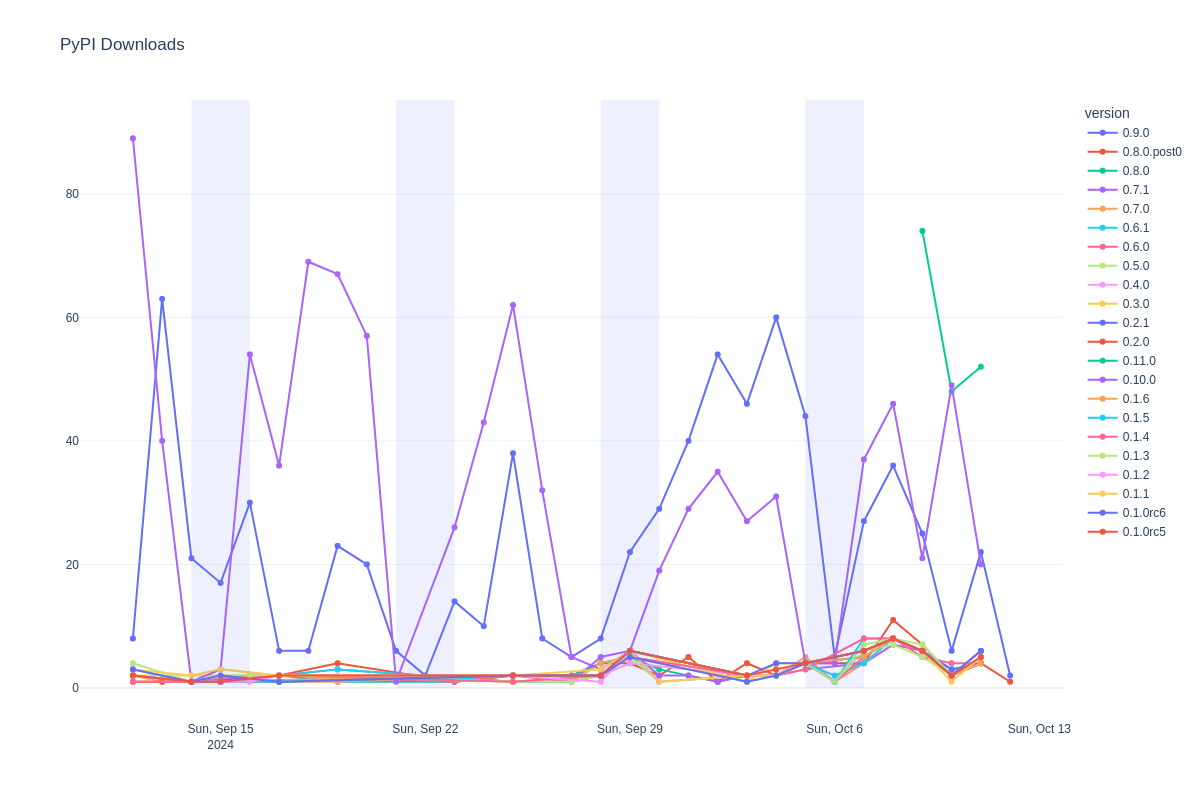 PyPI Downloads
version
0.9.0
0.8.0.post0
0.8.0
0.7.1
0.7.0
0.6.1
0.6.0
0.5.0
0.4.0
0.3.0
0.2.1
0.2.0
0.11.0
0.10.0
0.1.6
0.1.5
0.1.4
0.1.3
0.1.2
0.1.1
0.1.0rc6
0.1.0rc5
80
60
40
20
0
Sun, Sep 15
2024
Sun, Sep 22
Sun, Sep 29
Sun, Oct 6
Sun, Oct 13